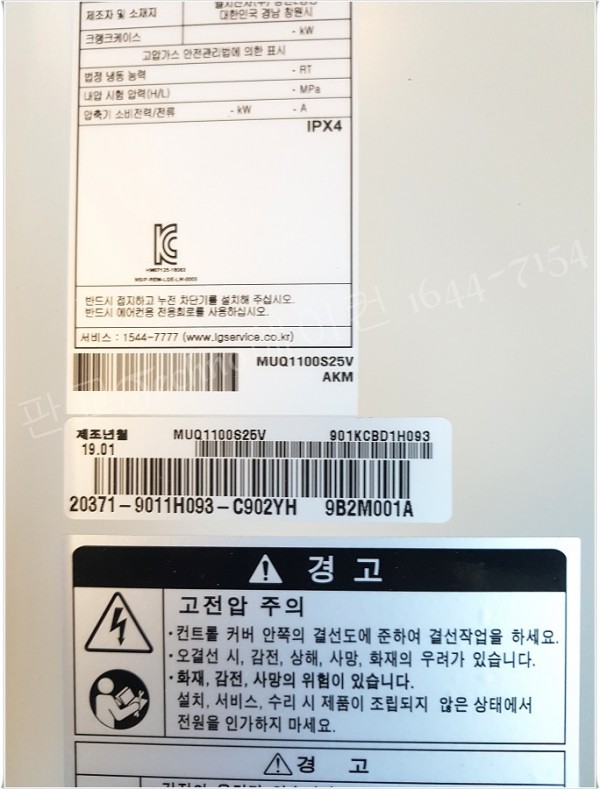 제조자 및 소재지
대한민국 경남 창원시
크랭크케이스 - kW
고압가스 안전관리법에 의한 표시
법정 냉동 능력 - RT
내압 시험 압력(H/L) - MPa
압축기 소비전력/전류 - kW - A
IPX4
반드시 접지하고 누전 차단기를 설치해 주십시오.
반드시 에어컨용 전용회로를 사용하십시오.
서비스 : 1544-7777 (www.lgservice.co.kr)
MUQ1100S25V
AKM
1644-7154
제조년월 MUQ1100S25V 901KCBD1H093
19.01
20371-9011H093-C902YH 9B2M001A
경 고
고전압 주의
·컨트롤 커버 안쪽의 결선도에 준하여 결선작업을 하세요.
·오결선 시, 감전, 상해, 사망, 화재의 우려가 있습니다.
·화재, 감전, 사망의 위험이 있습니다.
설치, 서비스, 수리 시 제품이 조립되지 않은 상태에서
전원을 인가하지 마세요.
경 고